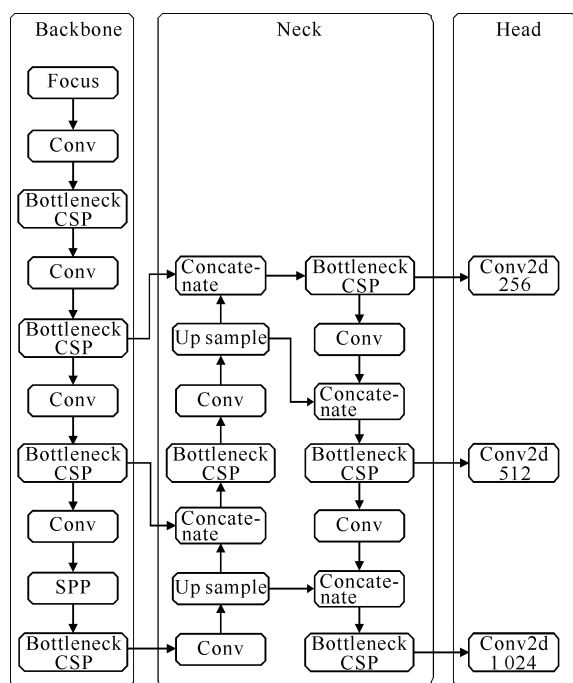 Backbone
Focus
Conv
Bottleneck
CSP
Conv
Bottleneck
CSP
Conv
Bottleneck
CSP
Conv
SPP
Bottleneck
CSP
Neck
Concate-
nate
Up sample
Conv
Bottleneck
CSP
Concate-
nate
Up sample
Conv
Bottleneck
CSP
Conv
Concate-
nate
Bottleneck
CSP
Conv
Concate-
nate
Bottleneck
CSP
Head
Conv2d
256
Conv2d
512
Conv2d
1 024